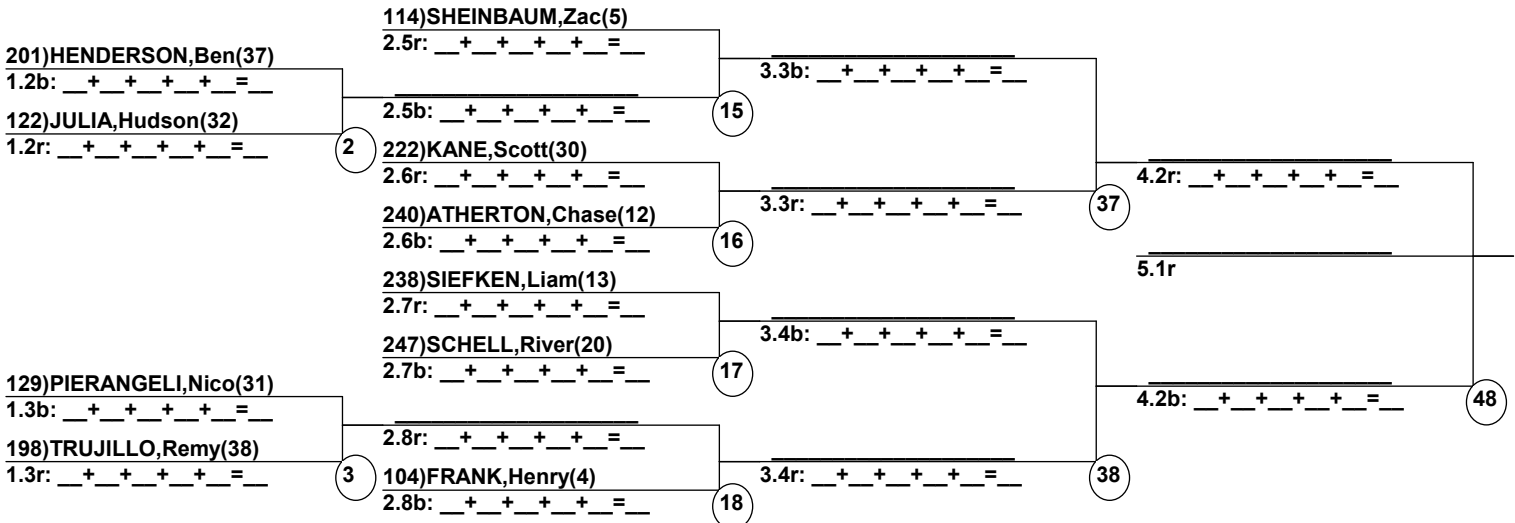 201)HENDERSON,Ben(37)
1.2b: __+__+__+__+__=__
122)JULIA,Hudson(32)
1.2r: __+__+__+__+__=__
2
129)PIERANGELI,Nico(31)
1.3b: __+__+__+__+__=__
198)TRUJILLO,Remy(38)
1.3r: __+__+__+__+__=__
3
114)SHEINBAUM,Zac(5)
2.5r: __+__+__+__+__=__
2.5b: __+__+__+__+__=__
15
222)KANE,Scott(30)
2.6r: __+__+__+__+__=__
240)ATHERTON,Chase(12)
2.6b: __+__+__+__+__=__
16
238)SIEFKEN,Liam(13)
2.7r: __+__+__+__+__=__
247)SCHELL,River(20)
2.7b: __+__+__+__+__=__
17
2.8r: __+__+__+__+__=__
104)FRANK,Henry(4)
2.8b: __+__+__+__+__=__
18
3.3b: __+__+__+__+__=__
3.3r: __+__+__+__+__=__
37
3.4b: __+__+__+__+__=__
3.4r: __+__+__+__+__=__
38
4.2r: __+__+__+__+__=__
5.1r
4.2b: __+__+__+__+__=__
48